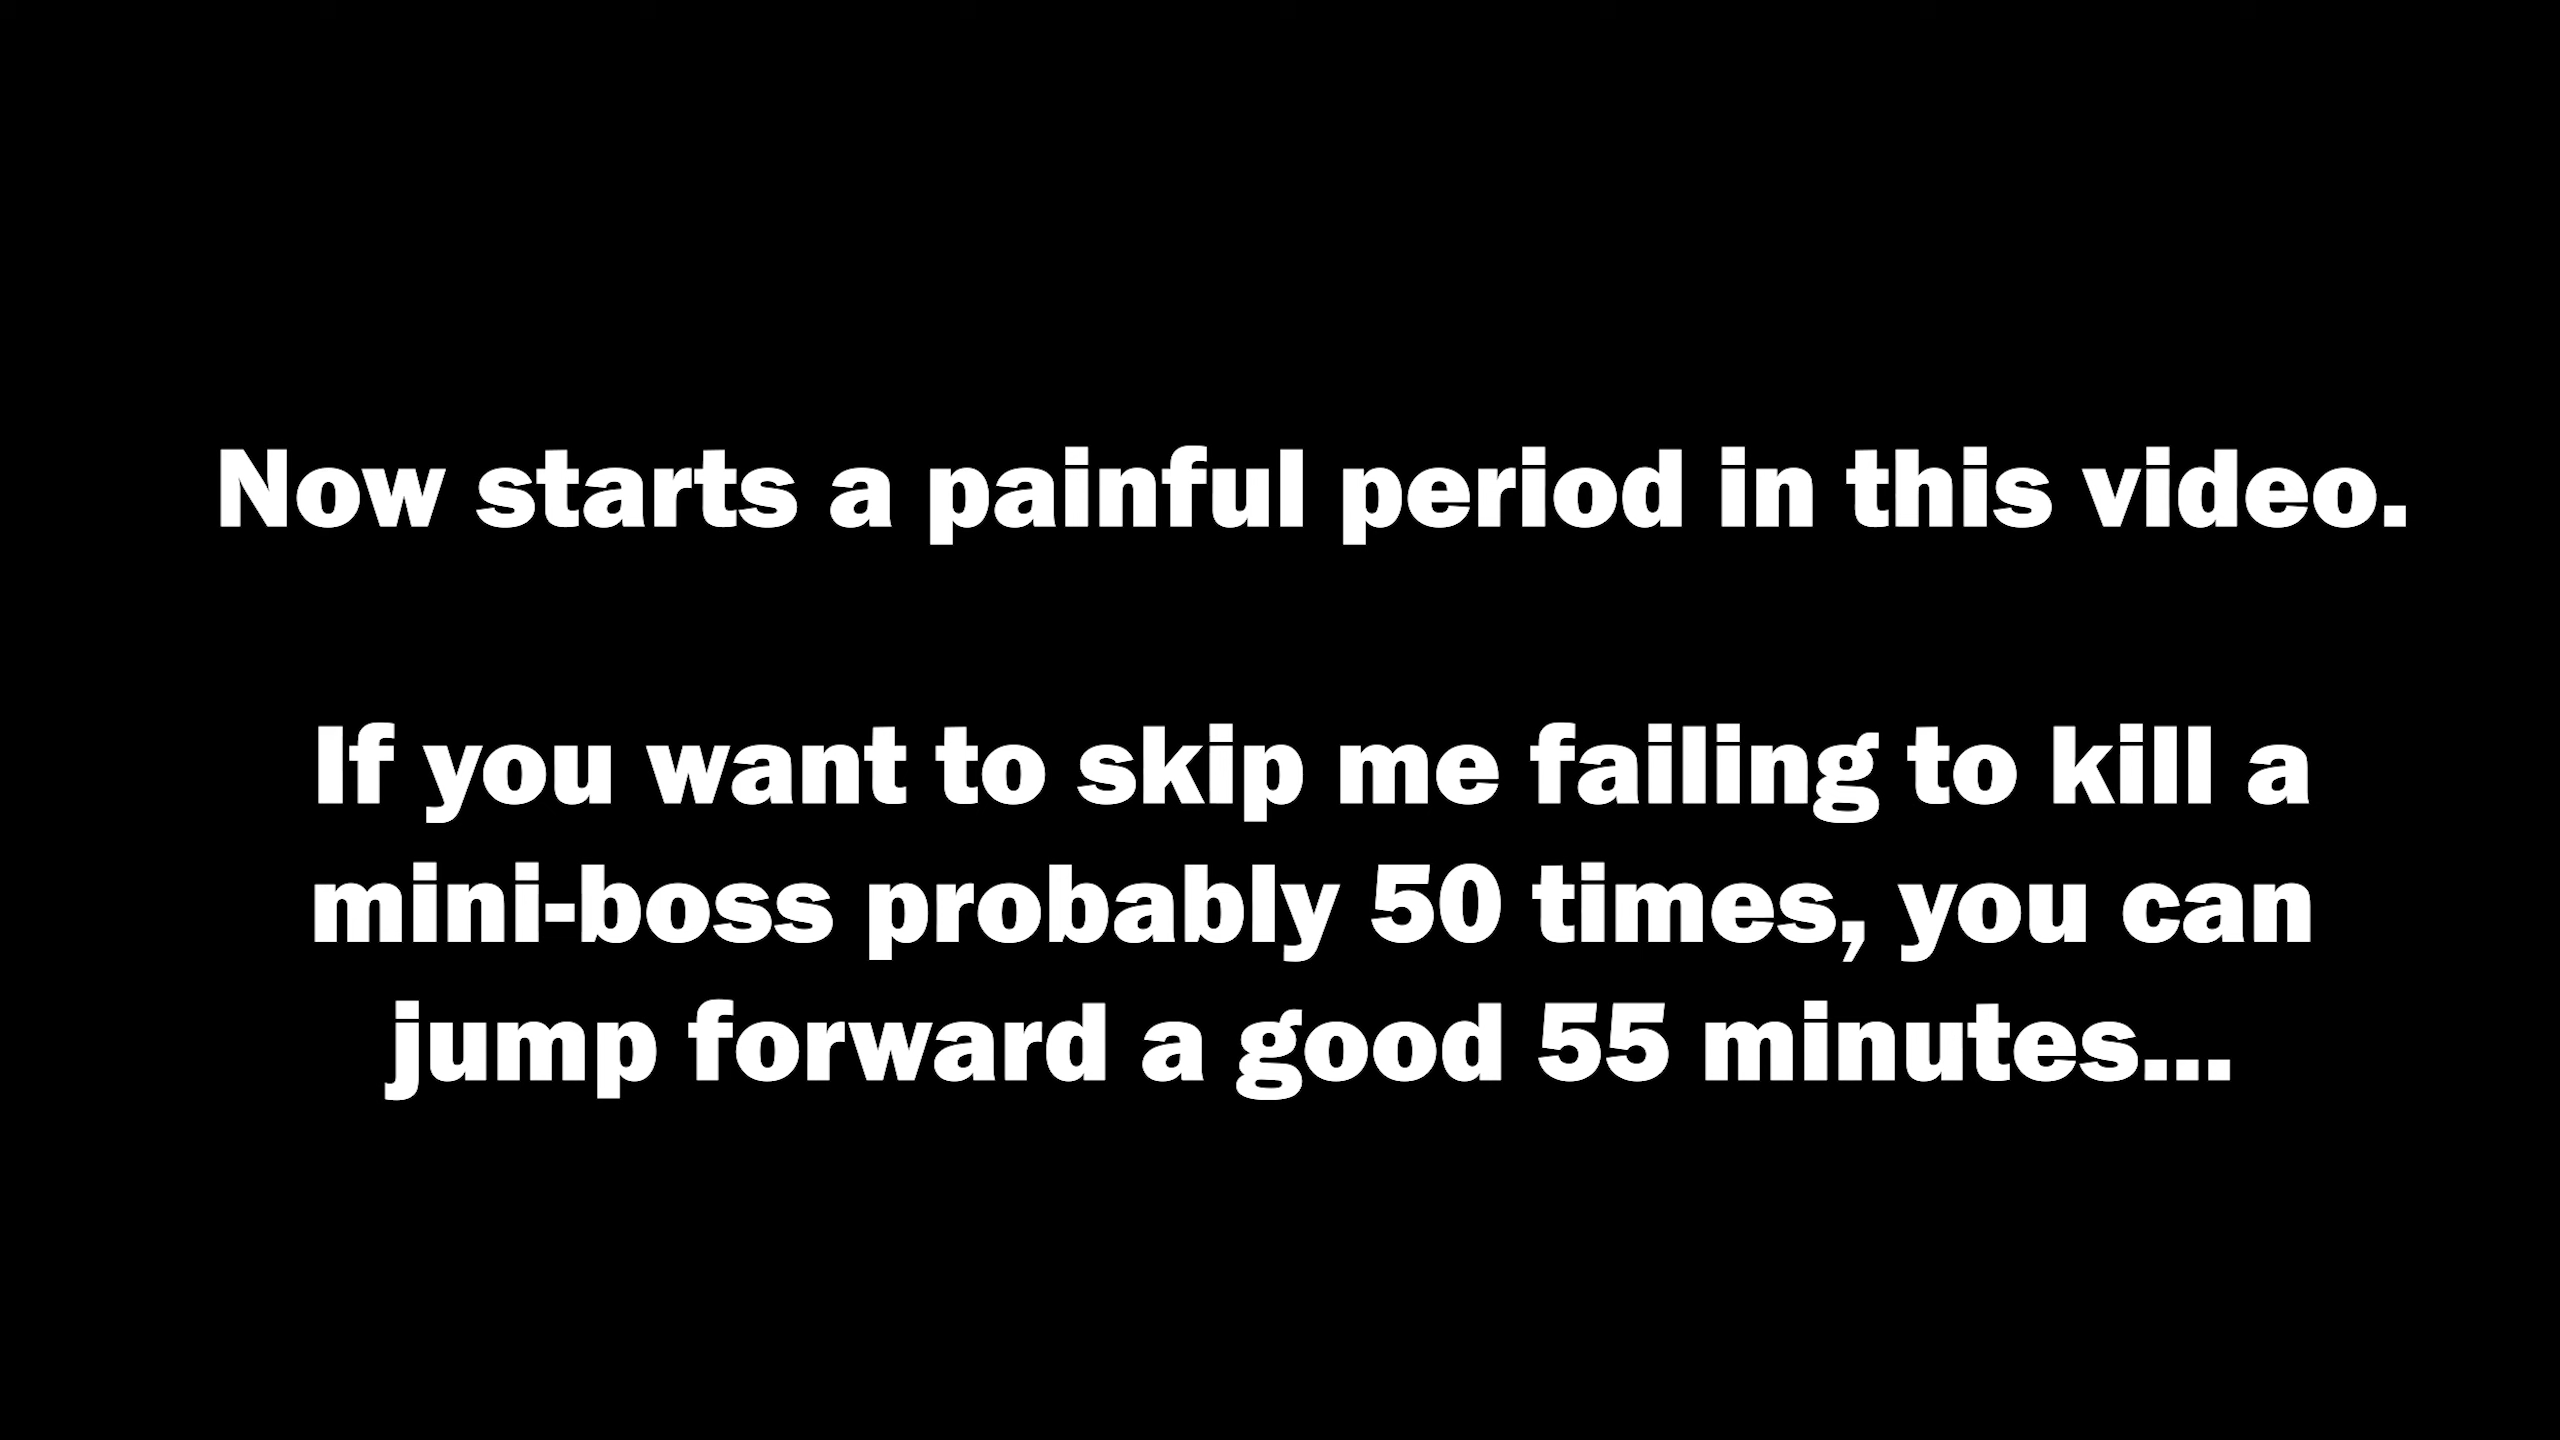 Now starts a painful period in this video.
If you want to skip me failing to kill a
mini-boss probably 50 times, you can
jump forward a good 55 minutes...